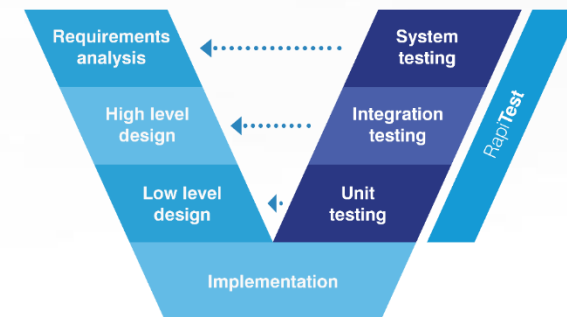 Requirements
analysis
System
testing
High level
design
Integration
testing
Low level
design
Unit
testing
Implementation
RapiTest